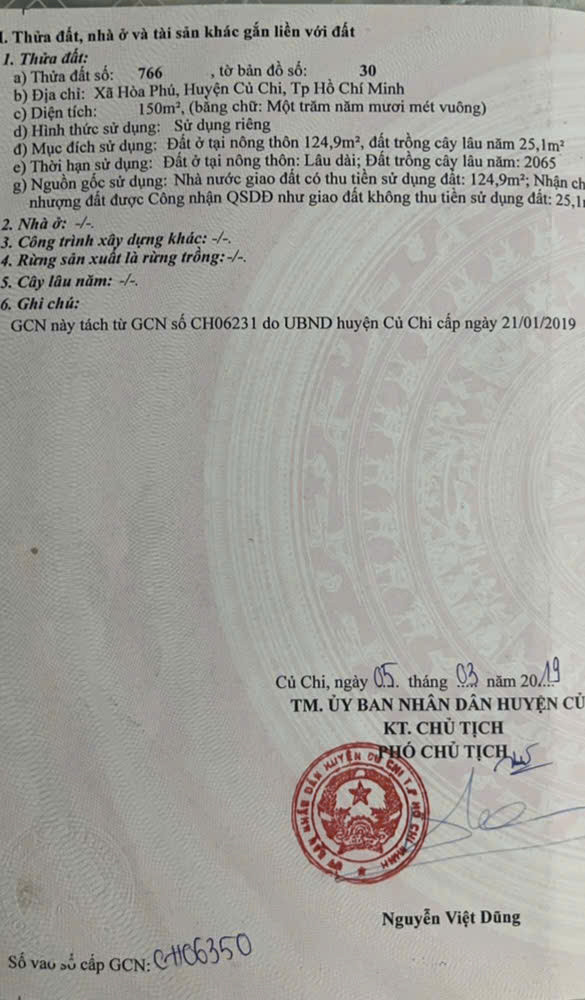 I. Thửa đất, nhà ở và tài sản khác gắn liền với đất
1. Thửa đất:
a) Thửa đất số: 766 , tờ bản đồ số: 30
b) Địa chỉ: Xã Hòa Phú, Huyện Củ Chi, Tp Hồ Chí Minh
c) Diện tích: 150m², (bằng chữ: Một trăm năm mươi mét vuông)
d) Hình thức sử dụng: Sử dụng riêng
đ) Mục đích sử dụng: Đất ở tại nông thôn 124,9m², đất trồng cây lâu năm 25,1m²
e) Thời hạn sử dụng: Đất ở tại nông thôn: Lâu dài; Đất trồng cây lâu năm: 2065
g) Nguồn gốc sử dụng: Nhà nước giao đất có thu tiền sử dụng đất: 124,9m²; Nhận ch
nhượng đất được Công nhận QSDĐ như giao đất không thu tiền sử dụng đất: 25,1
2. Nhà ở: -/-.
3. Công trình xây dựng khác: -/-.
4. Rừng sản xuất là rừng trồng: -/-.
5. Cây lâu năm: -/-.
6. Ghi chú:
GCN này tách từ GCN số CH06231 do UBND huyện Củ Chi cấp ngày 21/01/2019
Củ Chi, ngày 05. tháng 03 năm 2019
TM. ỦY BAN NHÂN DÂN HUYỆN CỦ
KT. CHỦ TỊCH
PHÓ CHỦ TỊCH
ỦY BAN NHÂN DÂN HUYỆN CỦ CHI T.P HỒ CHÍ MINH
Nguyễn Việt Dũng
Số vào sổ cấp GCN: CH06350